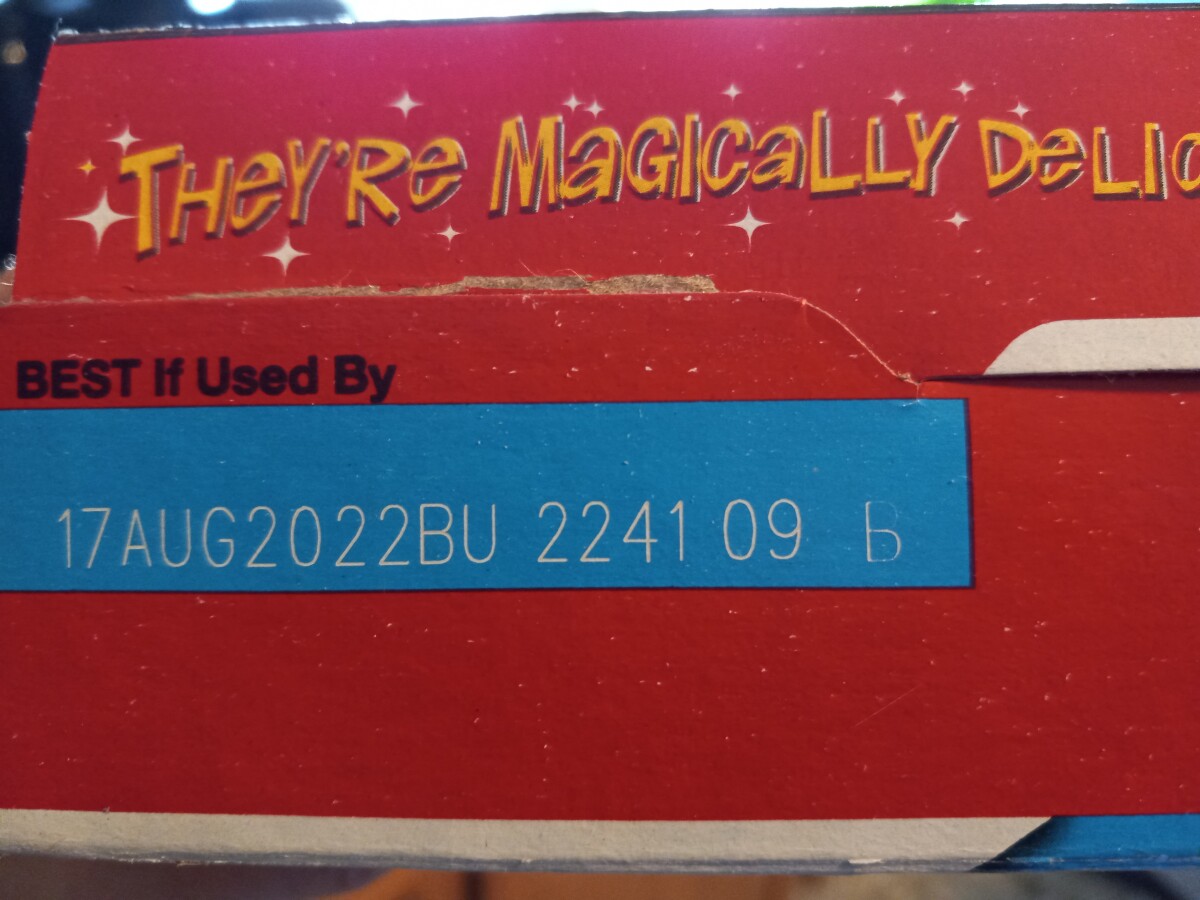 THeY'Re MagIcaLLY DeLIc
BEST If Used By
17AUG2022BU 2241 09 B